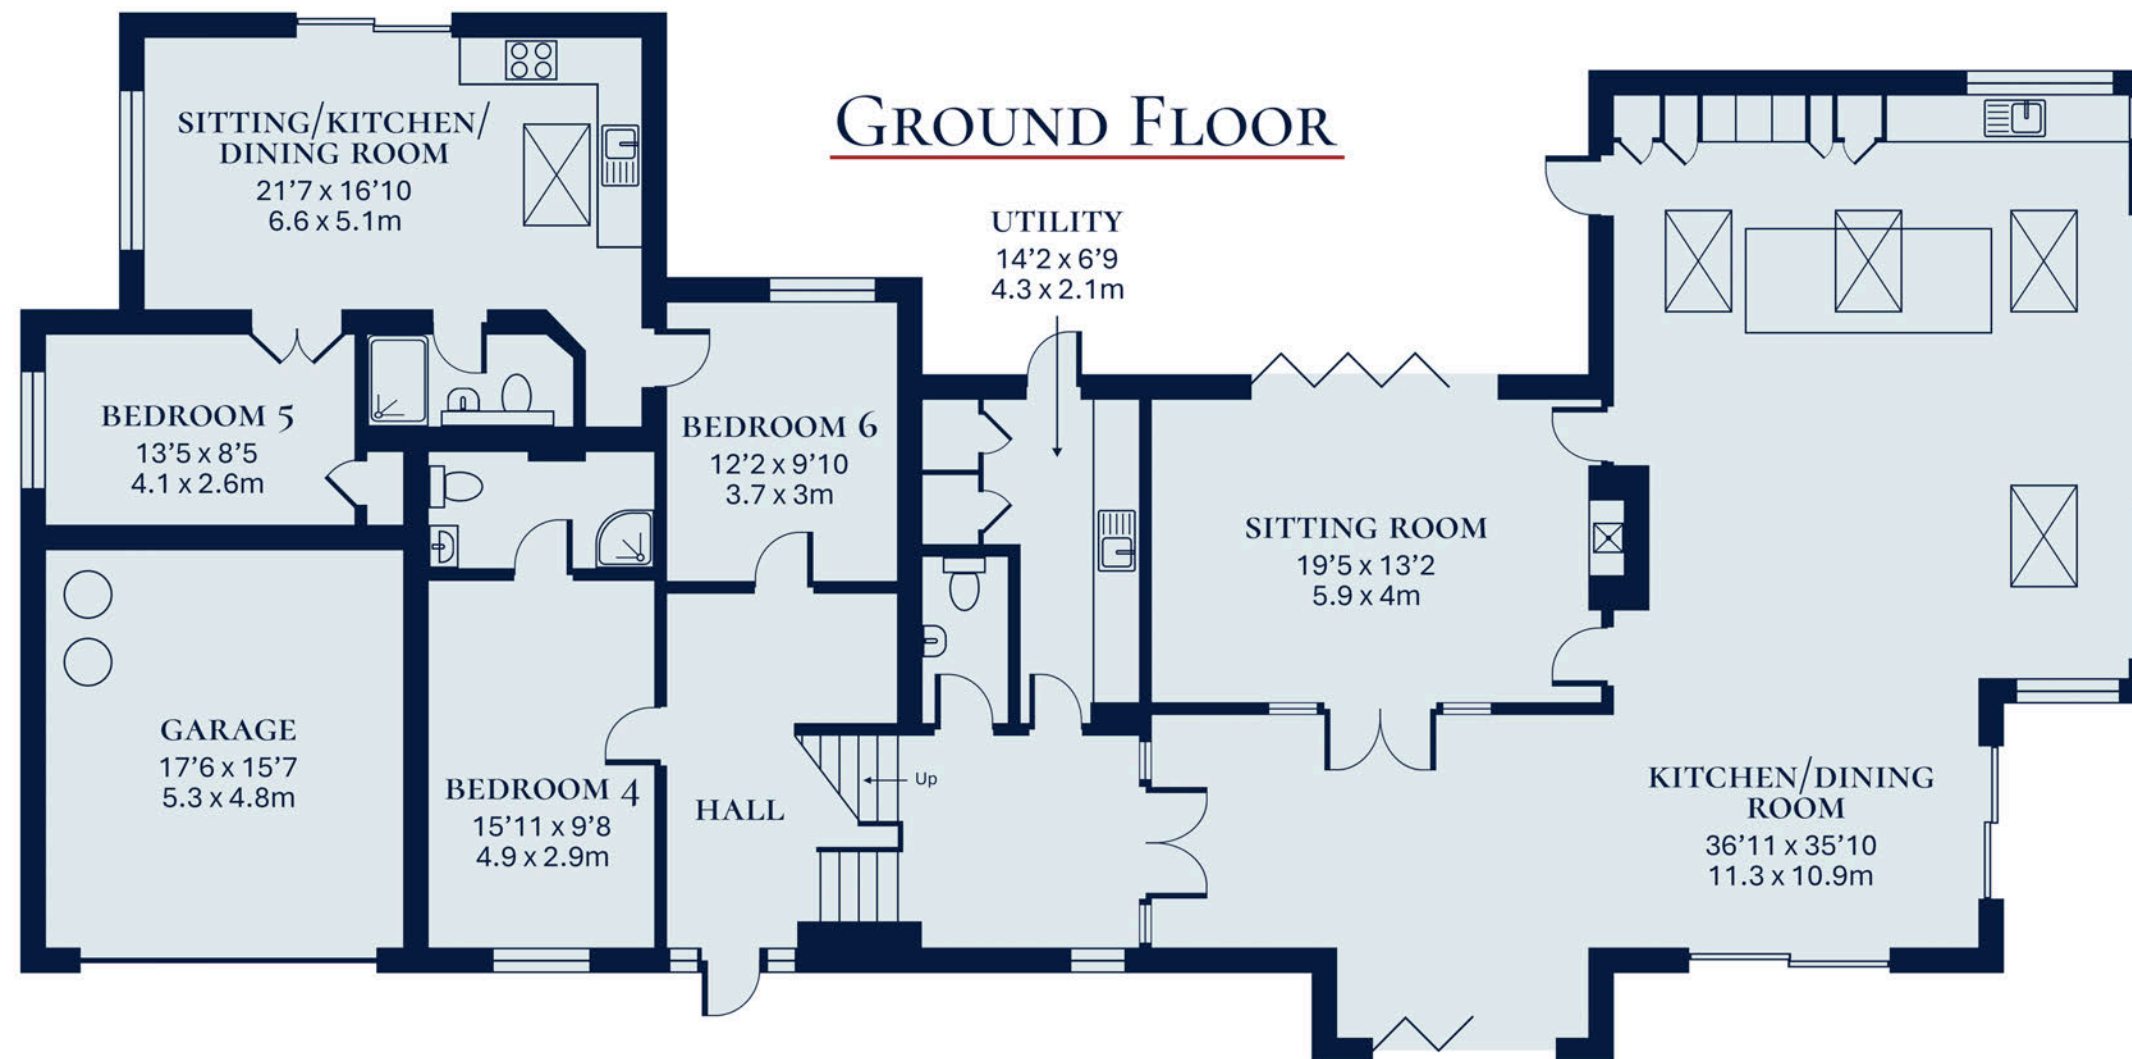 GROUND FLOOR
SITTING/KITCHEN/
DINING ROOM
21'7 x 16'10
6.6 x 5.1m
UTILITY
14'2 x 6'9
4.3 x 2.1m
BEDROOM 5
13'5 x 8'5
4.1 x 2.6m
BEDROOM 6
12'2 x 9'10
3.7 x 3m
SITTING ROOM
19'5 x 13'2
5.9 x 4m
GARAGE
17'6 x 15'7
5.3 x 4.8m
BEDROOM 4
15'11 x 9'8
4.9 x 2.9m
HALL
Up
KITCHEN/DINING
ROOM
36'11 x 35'10
11.3 x 10.9m